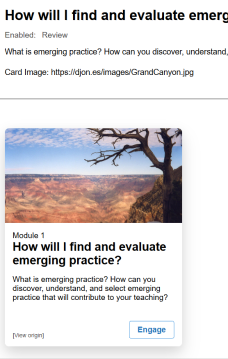 How will I find and evaluate emerg
Enabled: Review
What is emerging practice? How can you discover, understand,
Card Image: https://djon.es/images/GrandCanyon.jpg
Module 1
How will I find and evaluate
emerging practice?
What is emerging practice? How can you
discover, understand, and select emerging
practice that will contribute to your teaching?
Engage
[View origin]